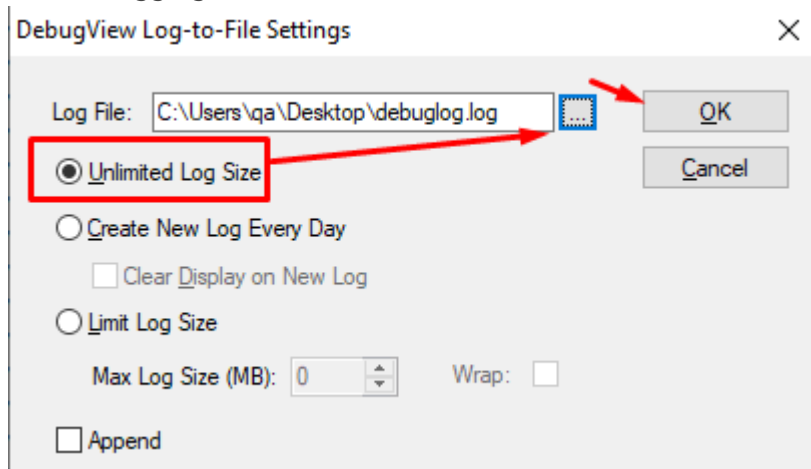 DebugView Log-to-File Settings
Log File: C:\Users\qa\Desktop\debuglog.log ... OK
Unlimited Log Size Cancel
Create New Log Every Day
Clear Display on New Log
Limit Log Size
Max Log Size (MB): 0 Wrap:
Append